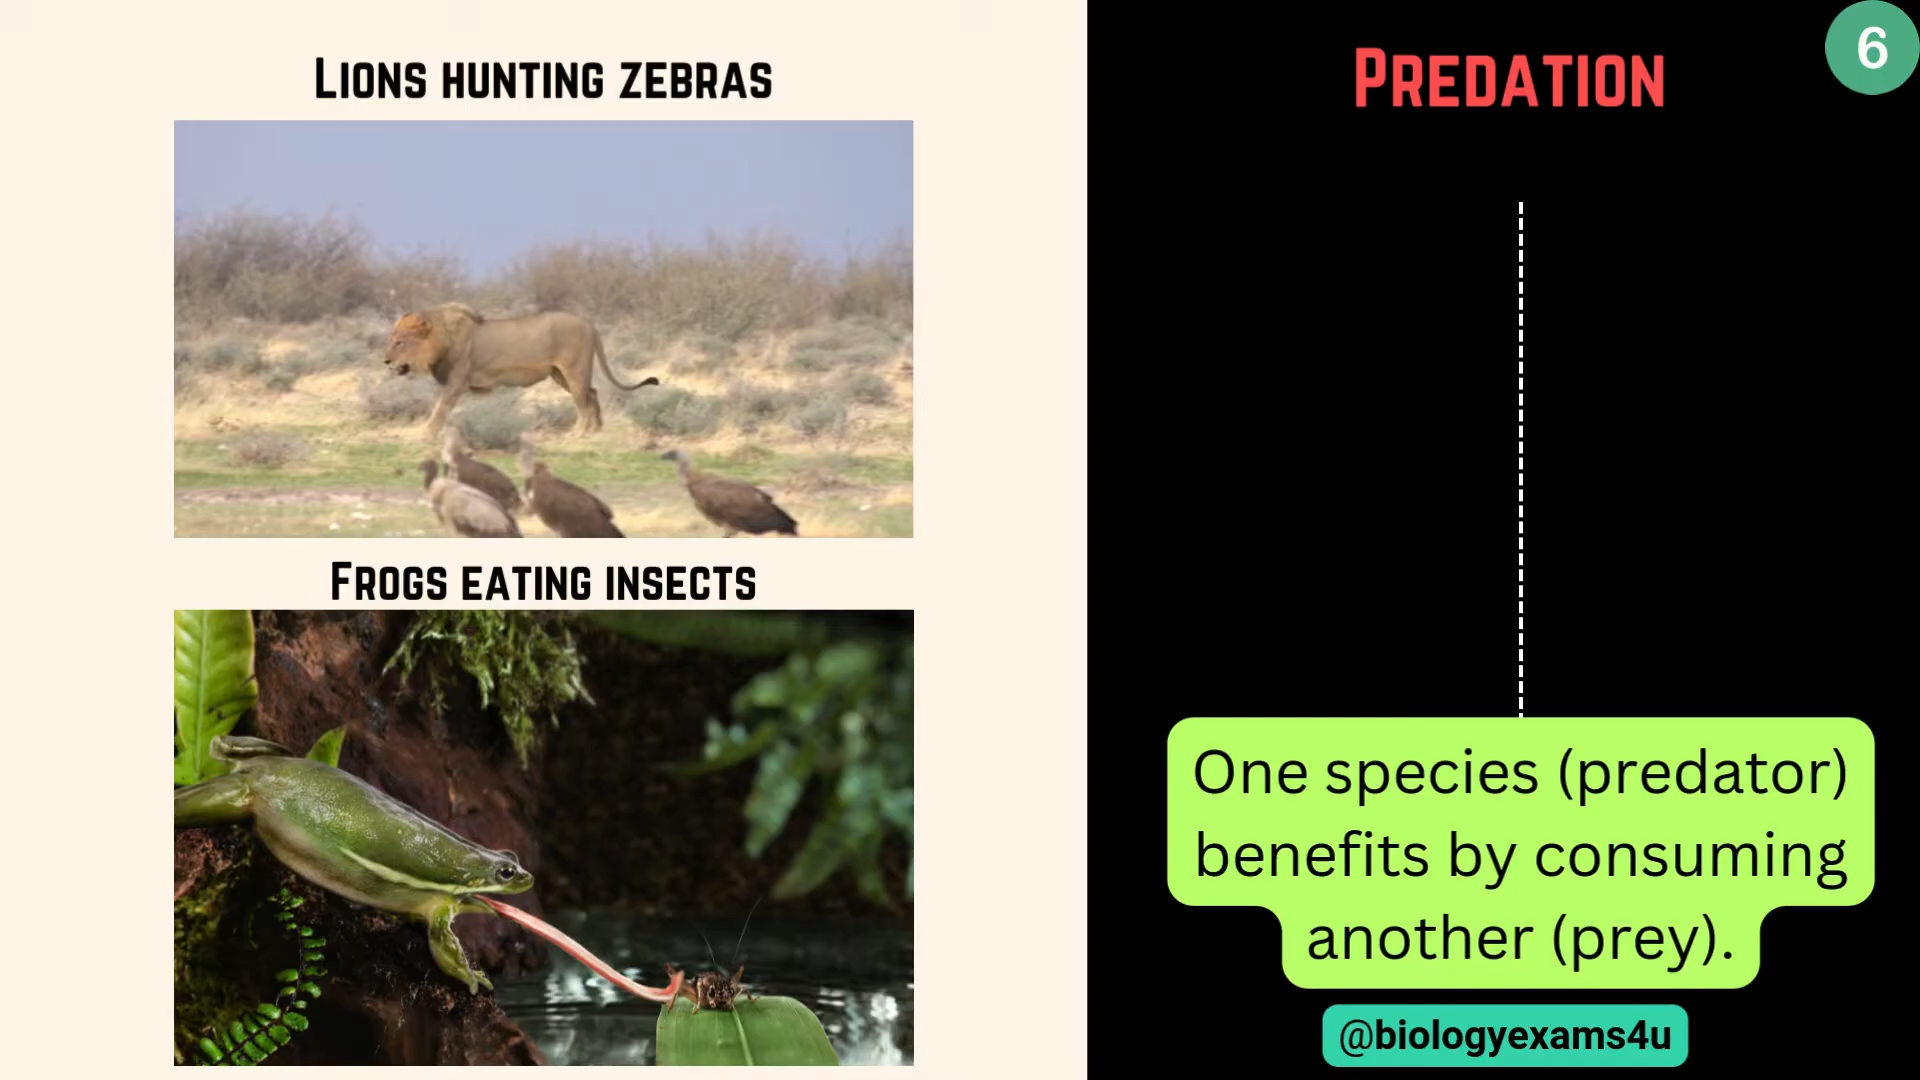 Lions hunting zebras
Frogs eating insects
Predation
6
One species (predator)
benefits by consuming
another (prey).
@biologyexams4u